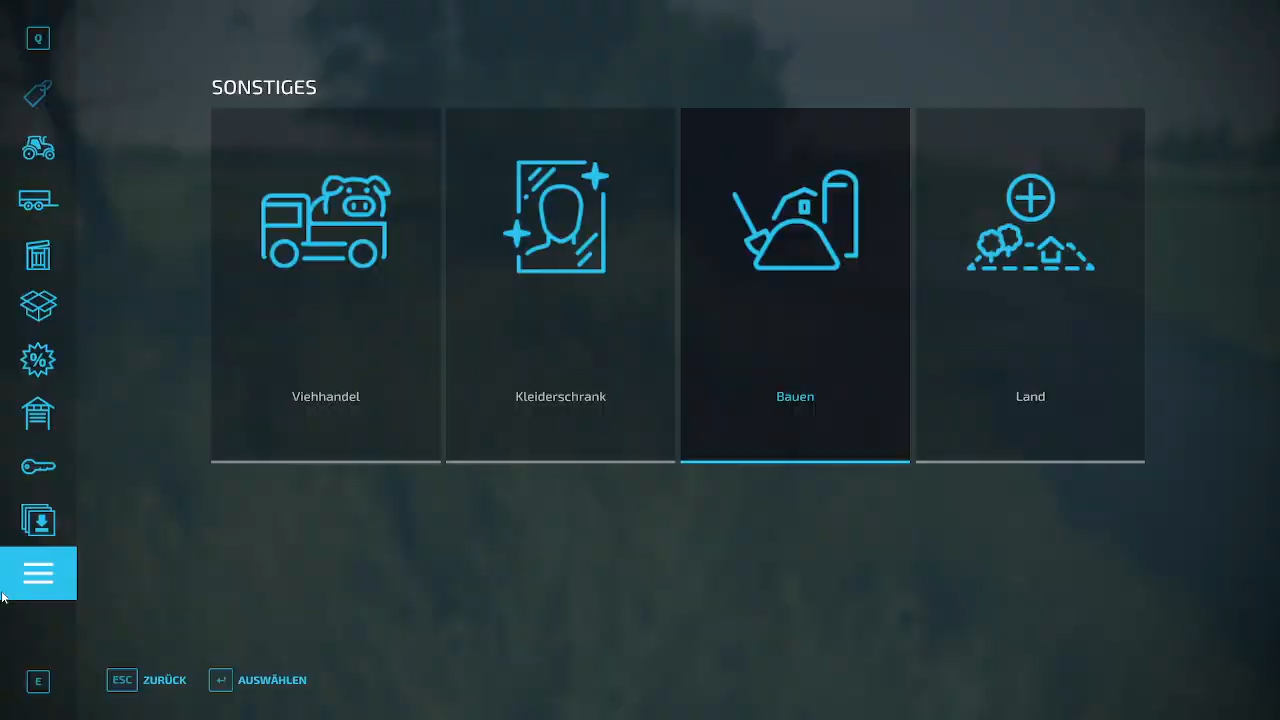 Q
SONSTIGES
%
Viehhandel
Kleiderschrank
Bauen
Land
E
ESC ZURÜCK
AUSWÄHLEN